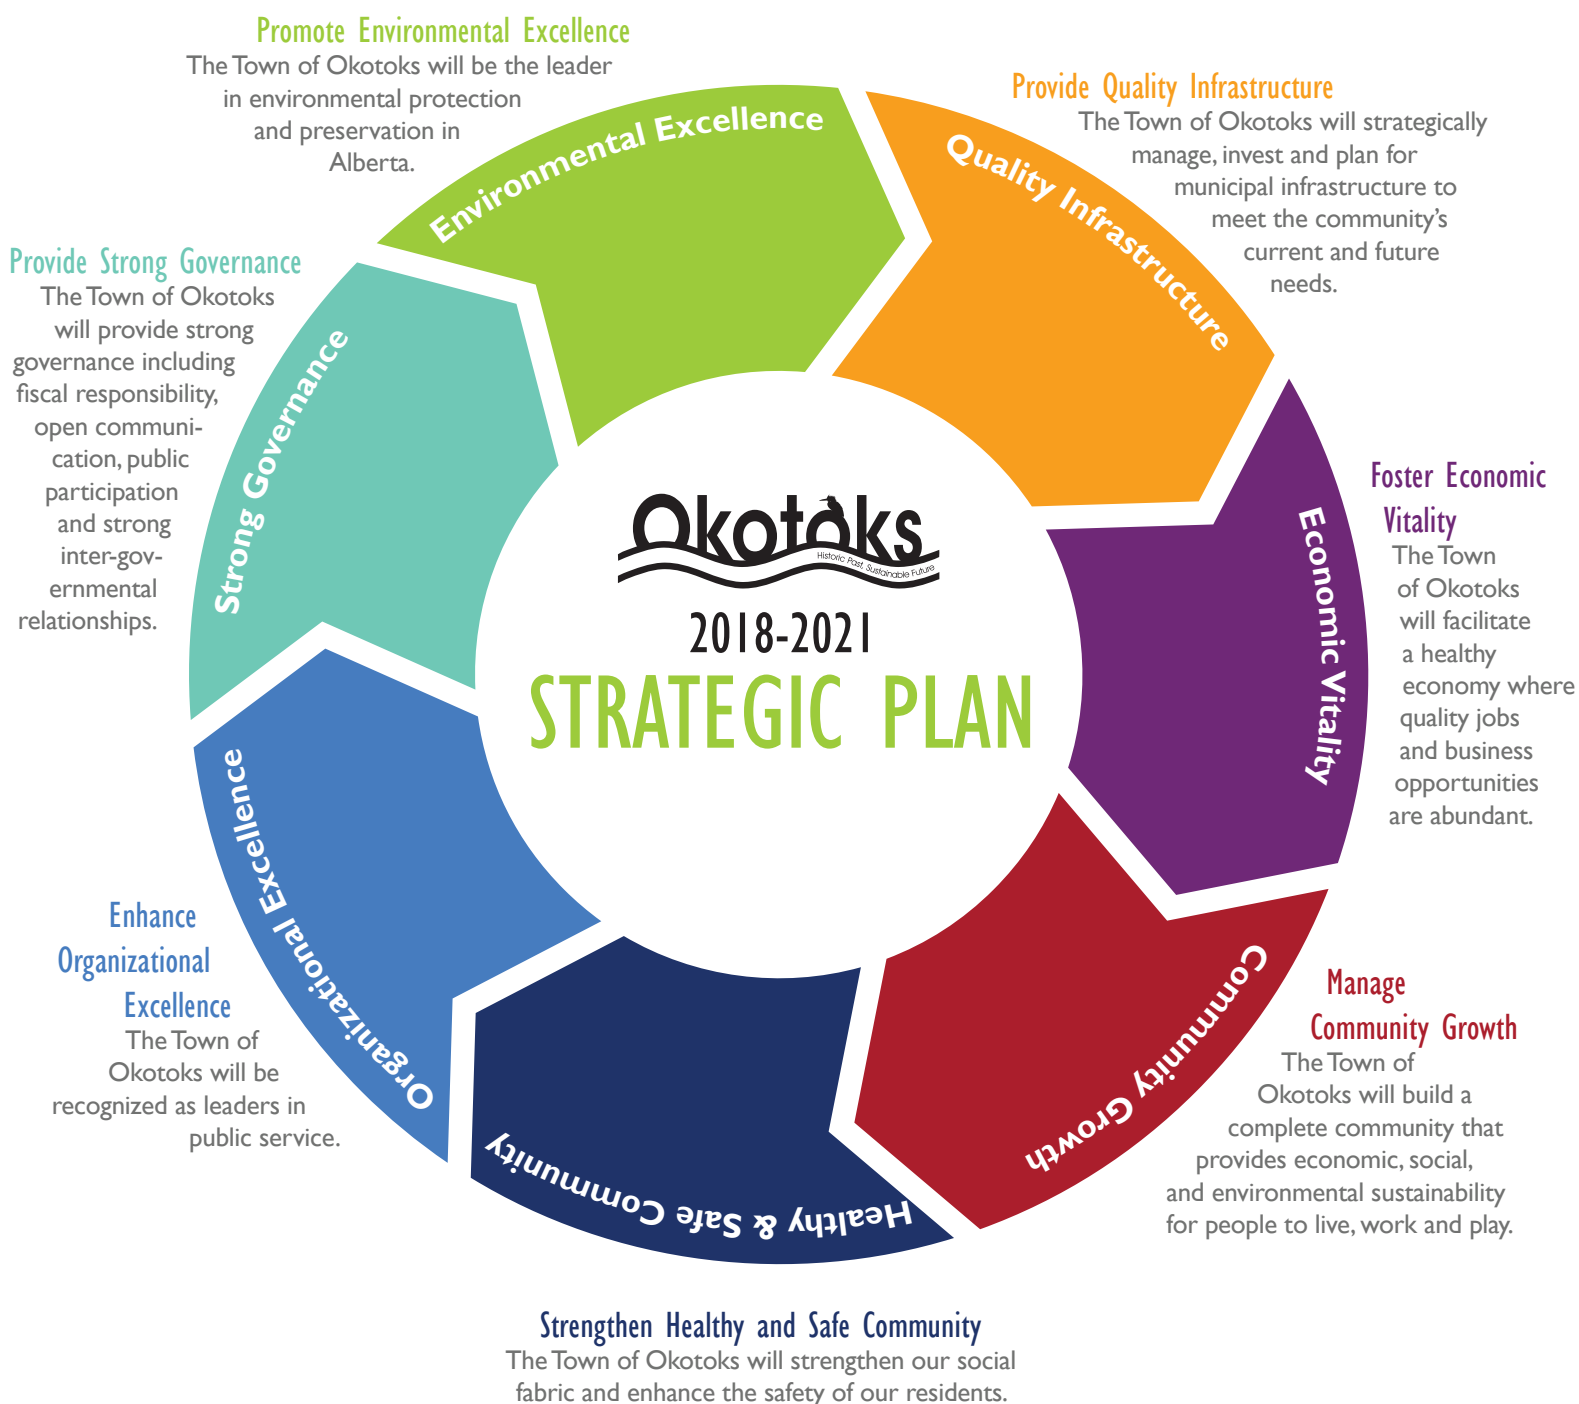 Promote Environmental Excellence
The Town of Okotoks will be the leader
in environmental protection
and preservation in
Alberta.
Environmental Excellence
Provide Quality Infrastructure
The Town of Okotoks will strategically
manage, invest and plan for
municipal infrastructure to
meet the community's
current and future
needs.
Quality Infrastructure
Foster Economic
Vitality
The Town
of Okotoks
will facilitate
a healthy
economy where
quality jobs
and business
opportunities
are abundant.
Economic Vitality
Manage
Community Growth
The Town of
Okotoks will build a
complete community that
provides economic, social,
and environmental sustainability
for people to live, work and play.
Community Growth
Healthy & Safe Community
Strengthen Healthy and Safe Community
The Town of Okotoks will strengthen our social
fabric and enhance the safety of our residents.
Organizational Excellence
Enhance
Organizational
Excellence
The Town of
Okotoks will be
recognized as leaders in
public service.
Provide Strong Governance
The Town of Okotoks
will provide strong
governance including
fiscal responsibility,
open communi-
cation, public
participation
and strong
inter-gov-
ernmental
relationships.
Strong Governance
Okotoks
Historic Past, Sustainable Future
2018-2021
STRATEGIC PLAN